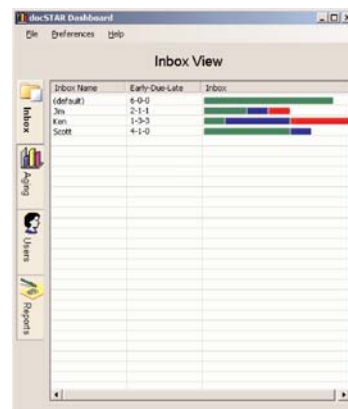 docSTAR Dashboard
File Preferences Help
Inbox View
Inbox Name Early-Due-Late Inbox
(default) 6-0-0
Jim 2-1-1
Ken 1-3-3
Scott 4-1-0
Inbox
Aging
Users
Reports